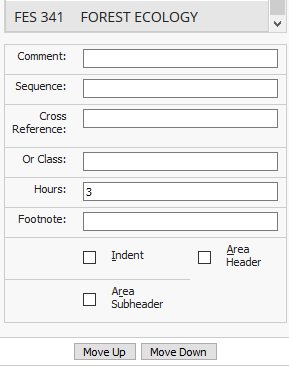 FES 341 FOREST ECOLOGY
Comment:
Sequence:
Cross
Reference:
Or Class:
Hours: 3
Footnote:
Indent
Area
Header
Area
Subheader
Move Up Move Down